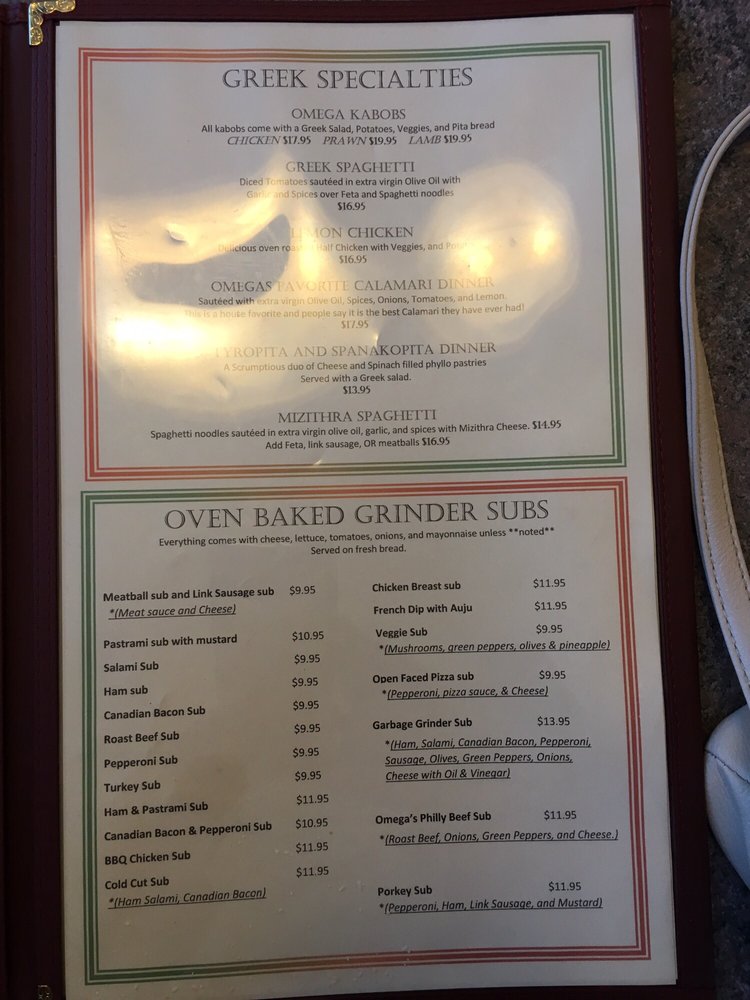 GREEK SPECIALTIES
OMEGA KABOBS
All kabobs come with a Greek Salad, Potatoes, Veggies, and Pita bread
CHICKEN $17.95 PRAWN $19.95 LAMB $19.95
GREEK SPAGHETTI
Diced Tomatoes sautéed in extra virgin Olive Oil with
Garlic and Spices over Feta and Spaghetti noodles
$16.95
LEMON CHICKEN
Delicious oven Half Chicken with Veggies, and
$16.95
OMEGAS FAVORITE CALAMARI DINNER
Sautéed with extra virgin Olive Oil, Spices, Onions, Tomatoes, and Lemon.
This is a house favorite and people say it is the best Calamari they have ever had!
$17.95
TYROPITA AND SPANAKOPITA DINNER
A Scrumptious duo of Cheese and Spinach filled phyllo pastries
Served with a Greek salad.
$13.95
MIZITHRA SPAGHETTI
Spaghetti noodles sautéed in extra virgin olive oil, garlic, and spices with Mizithra Cheese. $14.95
Add Feta, link sausage, OR meatballs $16.95
OVEN BAKED GRINDER SUBS
Everything comes with cheese, lettuce, tomatoes, onions, and mayonnaise unless **noted**
Served on fresh bread.
Meatball sub and Link Sausage sub $9.95
*(Meat sauce and Cheese)
Pastrami sub with mustard $10.95
Salami Sub $9.95
Ham sub $9.95
Canadian Bacon Sub $9.95
Roast Beef Sub $9.95
Pepperoni Sub $9.95
Turkey Sub $9.95
Ham & Pastrami Sub $11.95
Canadian Bacon & Pepperoni Sub $10.95
BBQ Chicken Sub $11.95
Cold Cut Sub $11.95
*(Ham Salami, Canadian Bacon)
Chicken Breast sub $11.95
French Dip with Auju $11.95
Veggie Sub $9.95
*(Mushrooms, green peppers, olives & pineapple)
Open Faced Pizza sub $9.95
*(Pepperoni, pizza sauce, & Cheese)
Garbage Grinder Sub $13.95
*(Ham, Salami, Canadian Bacon, Pepperoni,
Sausage, Olives, Green Peppers, Onions,
Cheese with Oil & Vinegar)
Omega's Philly Beef Sub $11.95
*(Roast Beef, Onions, Green Peppers, and Cheese.)
Porkey Sub $11.95
*(Pepperoni, Ham, Link Sausage, and Mustard)